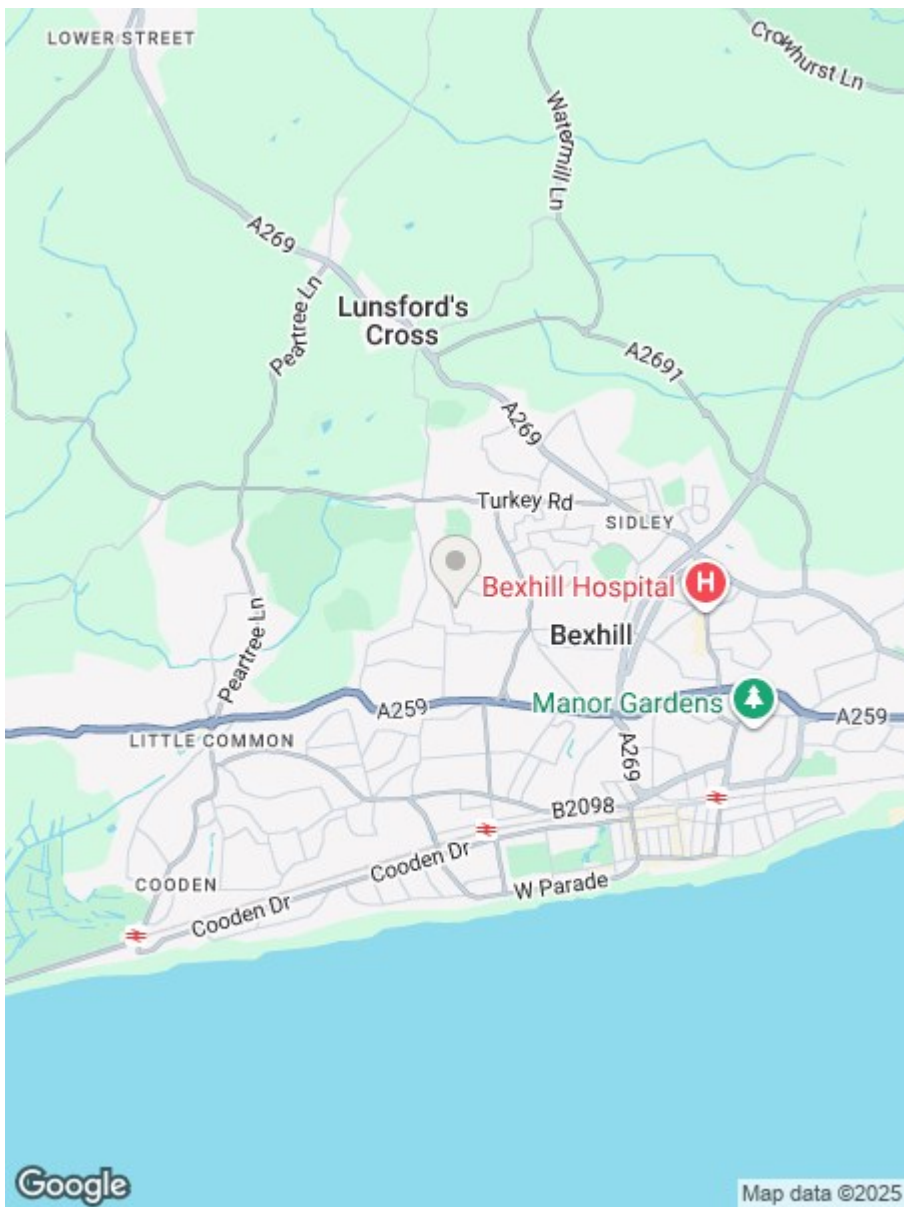 LOWER STREET
Crowhurst Ln
Watermill Ln
A269
Peartree Ln
Lunsford's
Cross
A2691
A269
Turkey Rd
SIDLEY
Bexhill Hospital
H
Bexhill
Peartree Ln
Manor Gardens
A259
A259
LITTLE COMMON
A269
B2098
Cooden Dr
COODEN
W Parade
Cooden Dr
Google
Map data ©2025